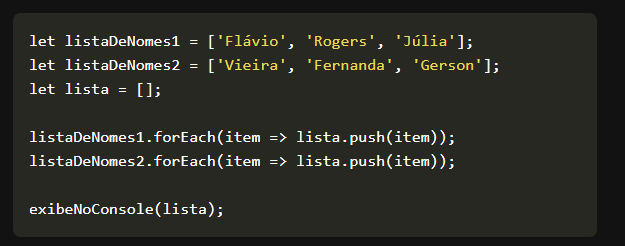 let listaDeNomes1 = ['Flávio', 'Rogers', 'Júlia'];
let listaDeNomes2 = ['Vieira', 'Fernanda', 'Gerson'];
let lista = [];
listaDeNomes1.forEach(item => lista.push(item));
listaDeNomes2.forEach(item => lista.push(item));
exibeNoConsole(lista);